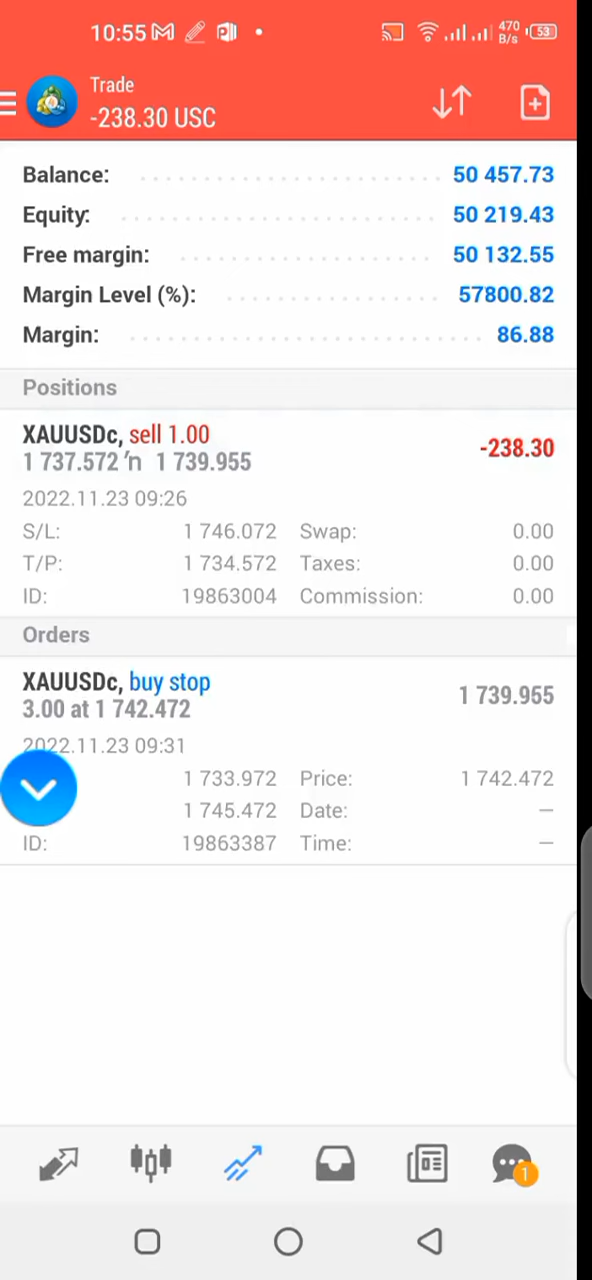 10:55 470 B/s 53
Trade
-238.30 USC
Balance: 50 457.73
Equity: 50 219.43
Free margin: 50 132.55
Margin Level (%): 57800.82
Margin: 86.88
Positions
XAUUSDc, sell 1.00
-238.30
1 737.572 'n 1 739.955
2022.11.23 09:26
S/L: 1 746.072 Swap: 0.00
T/P: 1 734.572 Taxes: 0.00
ID: 19863004 Commission: 0.00
Orders
XAUUSDc, buy stop
1 739.955
3.00 at 1 742.472
2022.11.23 09:31
1 733.972 Price: 1 742.472
1 745.472 Date: —
ID: 19863387 Time: —
1